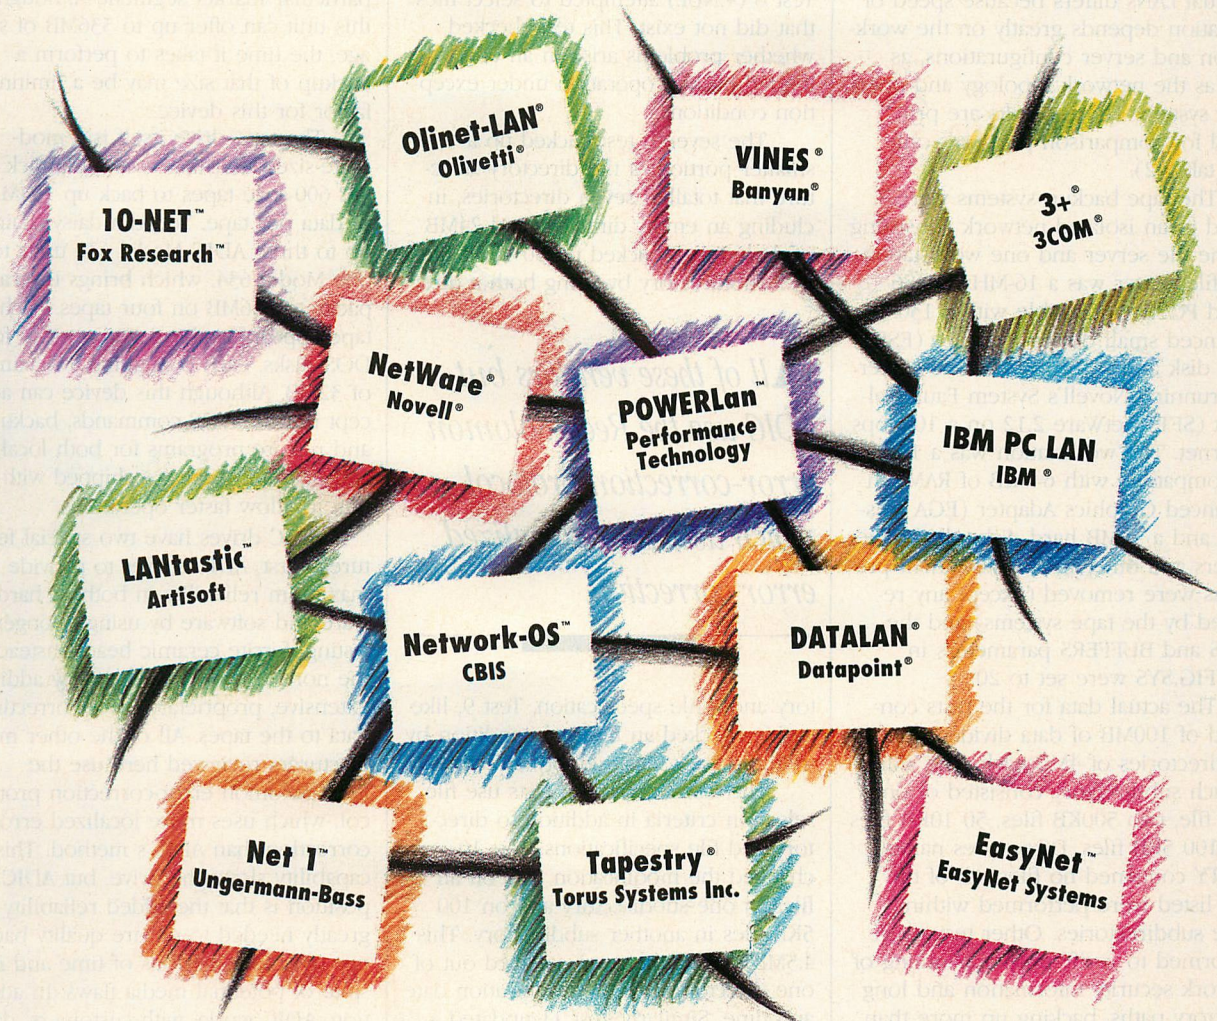 Olinet-LAN®
Olivetti®
VINES®
Banyan®
3+®
3COM®
10-NET™
Fox Research™
NetWare®
Novell®
POWERLan™
Performance
Technology
IBM PC LAN
IBM®
LANtastic™
Artisoft
Network-OS™
CBIS
DATALAN®
Datapoint®
Net 1™
Ungermann-Bass
Tapestry®
Torus Systems Inc.
EasyNet™
EasyNet Systems